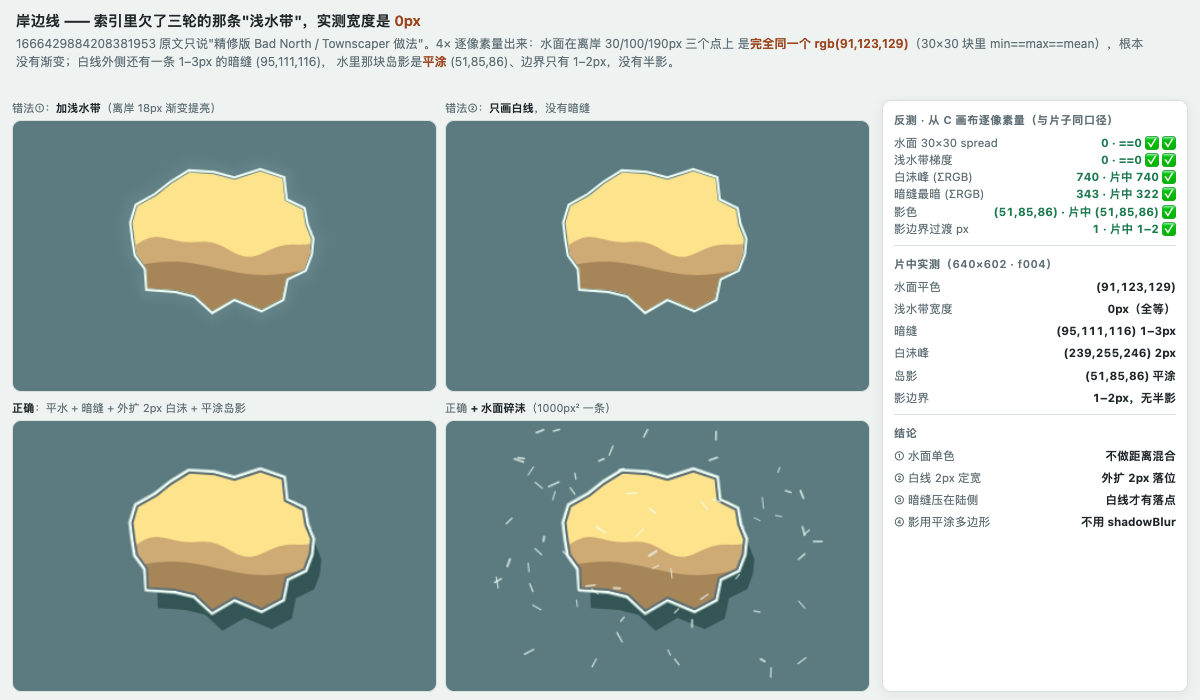 岸边线 —— 索引里欠了三轮的那条"浅水带"，实测宽度是 0px
1666429884208381953 原文只说"精修版 Bad North / Townscaper 做法"。4× 逐像素量出来：水面在离岸 30/100/190px 三个点上 是完全同一个 rgb(91,123,129)（30×30 块里 min==max==mean），根本
没有渐变；白线外侧还有一条 1–3px 的暗缝 (95,111,116)， 水里那块岛影是平涂 (51,85,86)、边界只有 1–2px，没有半影。
错法①：加浅水带（离岸 18px 渐变提亮）
错法②：只画白线，没有暗缝
正确：平水 + 暗缝 + 外扩 2px 白沫 + 平涂岛影
正确 + 水面碎沫（1000px² 一条）
反测 · 从 C 画布逐像素量（与片子同口径）
水面 30×30 spread 0 · ==0 ✅ ✅
浅水带梯度 0 · ==0 ✅ ✅
白沫峰 (ΣRGB) 740 · 片中 740 ✅
暗缝最暗 (ΣRGB) 343 · 片中 322 ✅
影色 (51,85,86) · 片中 (51,85,86) ✅
影边界过渡 px 1 · 片中 1–2 ✅
片中实测（640×602 · f004）
水面平色 (91,123,129)
浅水带宽度 0px（全等）
暗缝 (95,111,116) 1–3px
白沫峰 (239,255,246) 2px
岛影 (51,85,86) 平涂
影边界 1–2px，无半影
结论
① 水面单色 不做距离混合
② 白线 2px 定宽 外扩 2px 落位
③ 暗缝压在陆侧 白线才有落点
④ 影用平涂多边形 不用 shadowBlur